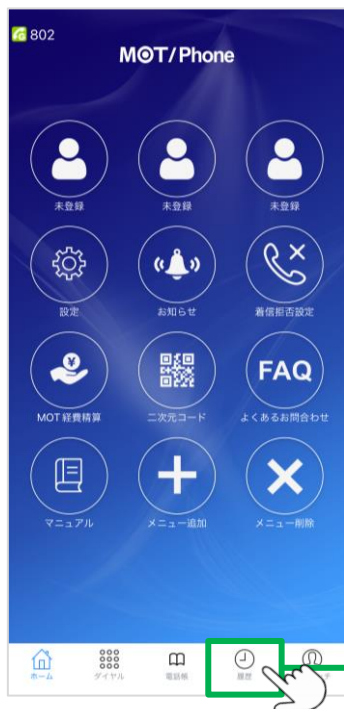 802
MOT/Phone
未登録
未登録
未登録
設定
お知らせ
着信拒否設定
MOT経費精算
二次元コード
FAQ
よくあるお問合わせ
マニュアル
メニュー追加
メニュー削除
ホーム
ダイヤル
電話帳
履歴